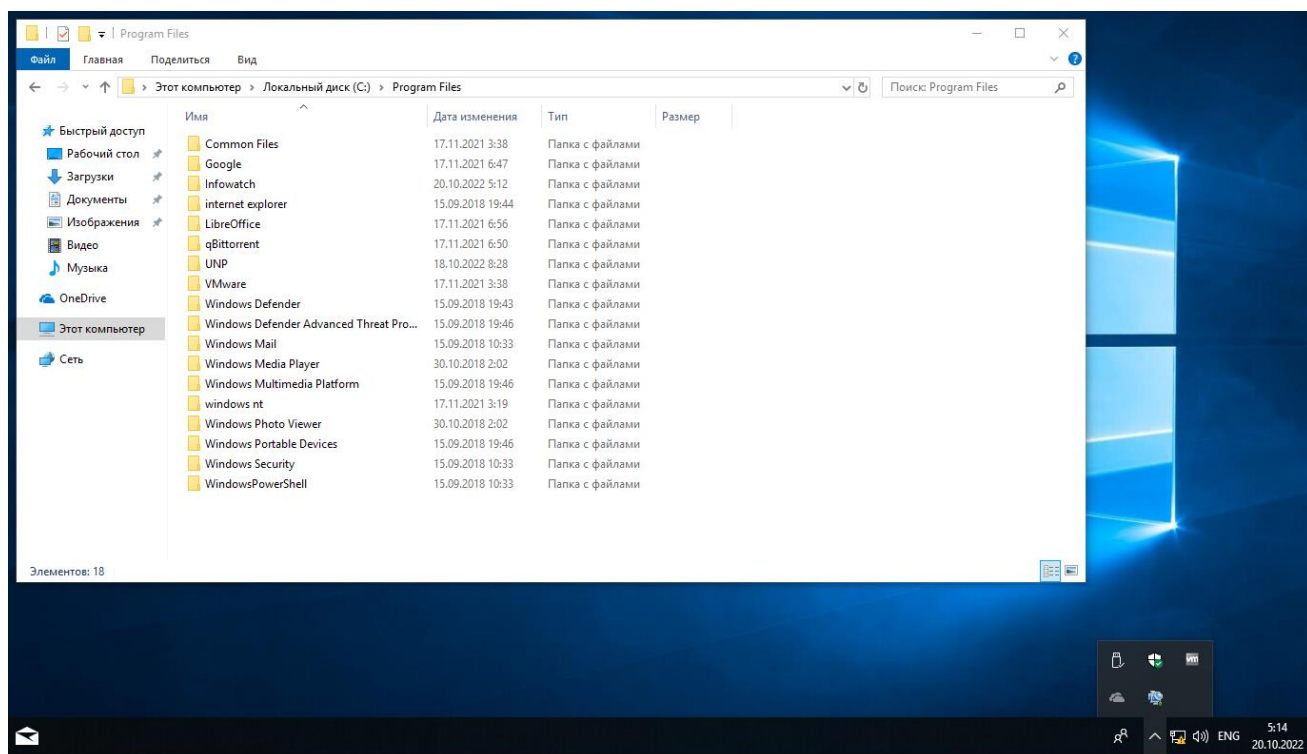 Program Files
Файл Главная Поделиться Вид
Этот компьютер > Локальный диск (C:) > Program Files
Поиск: Program Files
Имя Дата изменения Тип Размер
Быстрый доступ
Рабочий стол
Загрузки
Документы
Изображения
Видео
Музыка
OneDrive
Этот компьютер
Сеть
Common Files 17.11.2021 3:38 Папка с файлами
Google 17.11.2021 6:47 Папка с файлами
Infowatch 20.10.2022 5:12 Папка с файлами
internet explorer 15.09.2018 19:44 Папка с файлами
LibreOffice 17.11.2021 6:56 Папка с файлами
qBittorrent 17.11.2021 6:50 Папка с файлами
UNP 18.10.2022 8:28 Папка с файлами
VMware 17.11.2021 3:38 Папка с файлами
Windows Defender 15.09.2018 19:43 Папка с файлами
Windows Defender Advanced Threat Pro... 15.09.2018 19:46 Папка с файлами
Windows Mail 15.09.2018 10:33 Папка с файлами
Windows Media Player 30.10.2018 2:02 Папка с файлами
Windows Multimedia Platform 15.09.2018 19:46 Папка с файлами
windows nt 17.11.2021 3:19 Папка с файлами
Windows Photo Viewer 30.10.2018 2:02 Папка с файлами
Windows Portable Devices 15.09.2018 19:46 Папка с файлами
Windows Security 15.09.2018 10:33 Папка с файлами
WindowsPowerShell 15.09.2018 10:33 Папка с файлами
Элементов: 18
vm
ENG
5:14
20.10.2022